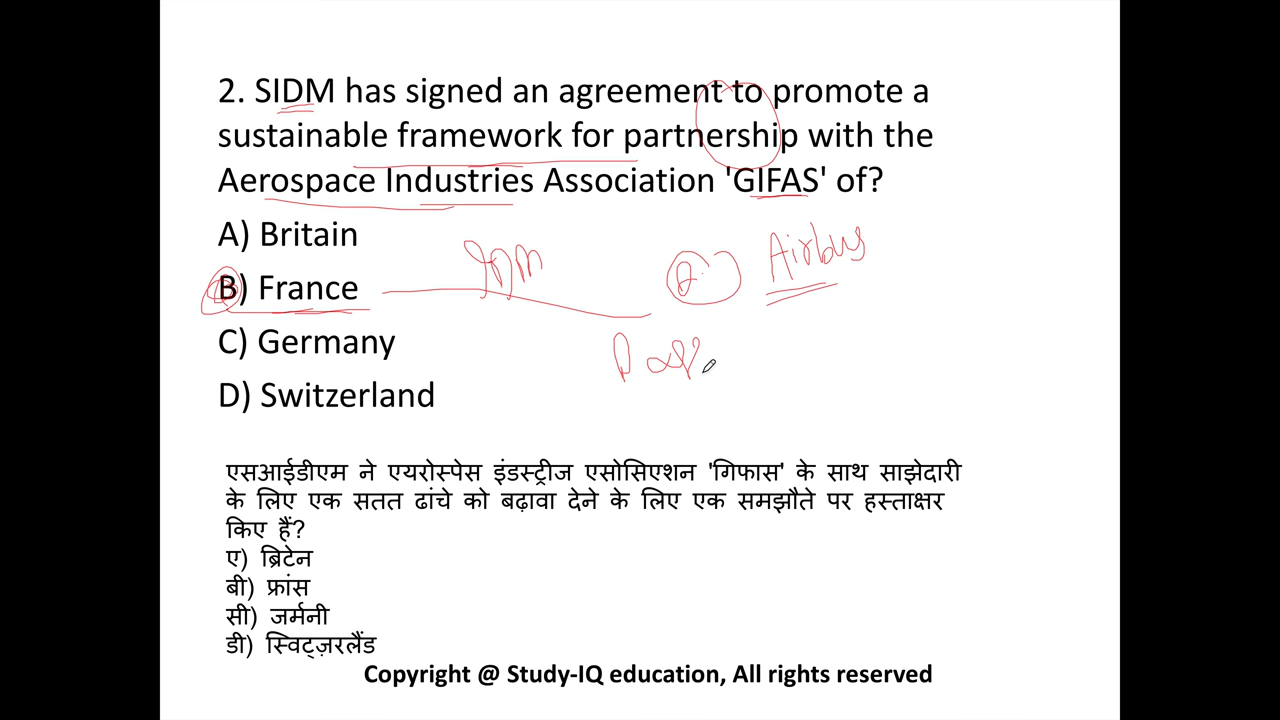 2. SIDM has signed an agreement to promote a
sustainable framework for partnership with the
Aerospace Industries Association 'GIFAS' of?
A) Britain
B) France
C) Germany
D) Switzerland
Airbus
एसआईडीएम ने एयरोस्पेस इंडस्ट्रीज एसोसिएशन 'गिफास' के साथ साझेदारी
के लिए एक सतत ढांचे को बढ़ावा देने के लिए एक समझौते पर हस्ताक्षर
किए हैं?
ए) ब्रिटेन
बी) फ्रांस
सी) जर्मनी
डी) स्विट्ज़रलैंड
Copyright @ Study-IQ education, All rights reserved